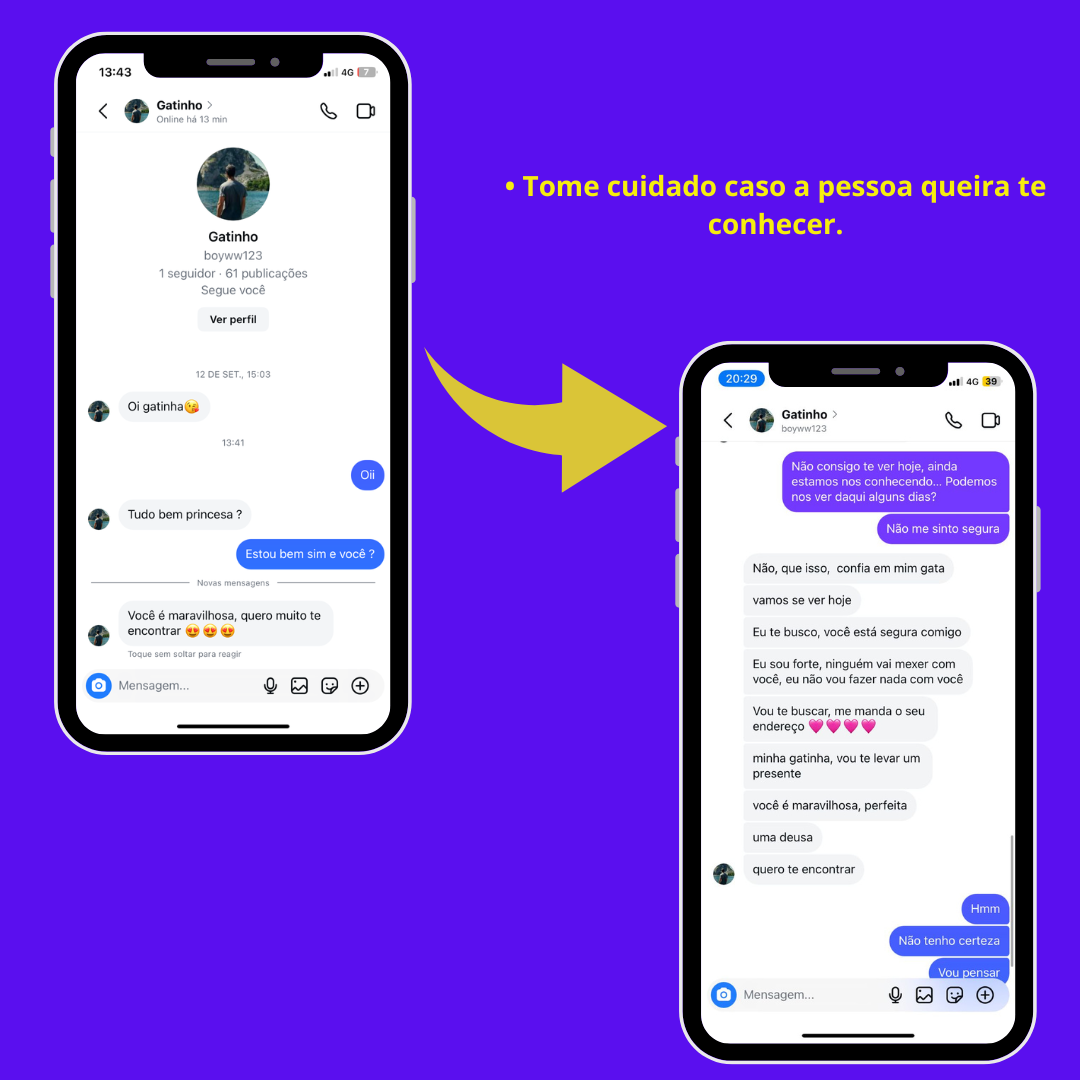 13:43
4G 7
Gatinho
Online há 13 min
Gatinho
boyww123
1 seguidor · 61 publicações
Segue você
Ver perfil
12 DE SET., 15:03
Oi gatinha😘
13:41
Oii
Tudo bem princesa ?
Estou bem sim e você ?
Novas mensagens
Você é maravilhosa, quero muito te
encontrar 😍😍😍
Toque sem soltar para reagir
Mensagem...
• Tome cuidado caso a pessoa queira te
conhecer.
20:29
4G 39
Gatinho
boyww123
Não consigo te ver hoje, ainda
estamos nos conhecendo... Podemos
nos ver daqui alguns dias?
Não me sinto segura
Não, que isso, confia em mim gata
vamos se ver hoje
Eu te busco, você está segura comigo
Eu sou forte, ninguém vai mexer com
você, eu não vou fazer nada com você
Vou te buscar, me manda o seu
endereço 💗💗💗💗
minha gatinha, vou te levar um
presente
você é maravilhosa, perfeita
uma deusa
quero te encontrar
Hmm
Não tenho certeza
Vou pensar
Mensagem...